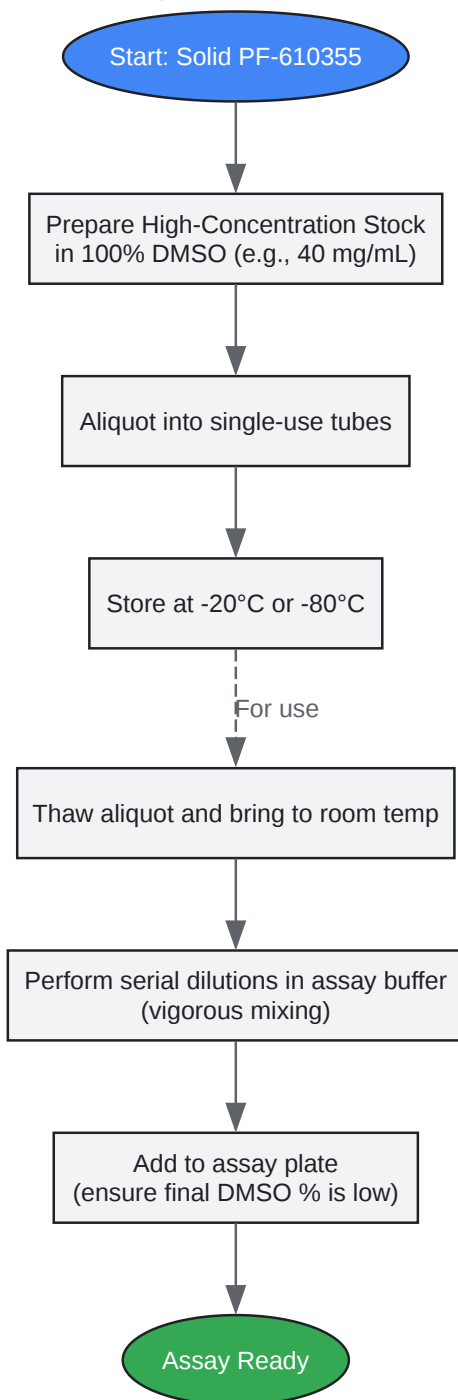 Start: Solid PF-610355
Prepare High-Concentration Stock
in 100% DMSO (e.g., 40 mg/mL)
Aliquot into single-use tubes
Store at -20°C or -80°C
For use
Thaw aliquot and bring to room temp
Perform serial dilutions in assay buffer
(vigorous mixing)
Add to assay plate
(ensure final DMSO % is low)
Assay Ready